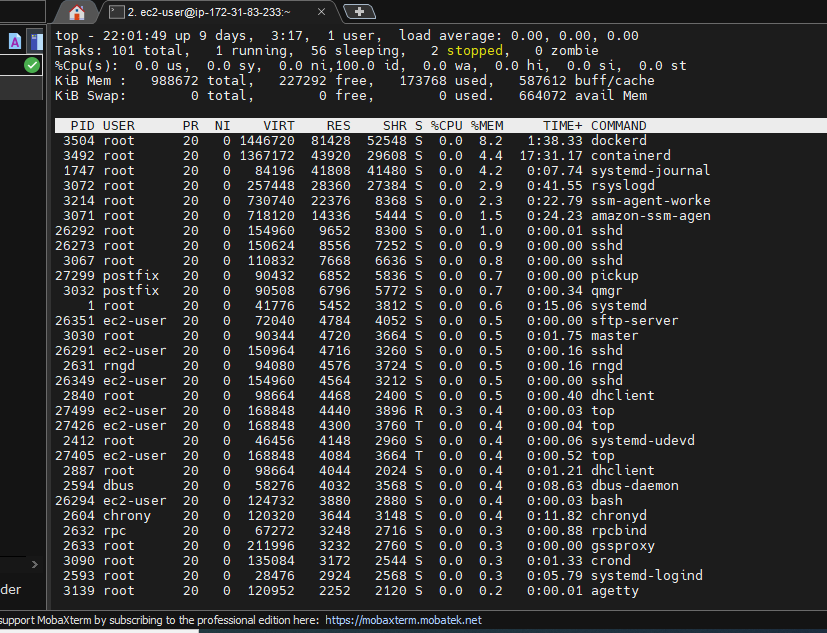 2. ec2-user@ip-172-31-83-233:~
top - 22:01:49 up 9 days,  3:17,  1 user,  load average: 0.00, 0.00, 0.00
Tasks: 101 total,   1 running,  56 sleeping,   2 stopped,   0 zombie
%Cpu(s):  0.0 us,  0.0 sy,  0.0 ni,100.0 id,  0.0 wa,  0.0 hi,  0.0 si,  0.0 st
KiB Mem :   988672 total,   227292 free,   173768 used,   587612 buff/cache
KiB Swap:        0 total,        0 free,        0 used.   664072 avail Mem
PID USER      PR  NI    VIRT    RES    SHR S %CPU %MEM     TIME+ COMMAND
3504 root      20   0 1446720  81428  52548 S  0.0  8.2   1:38.33 dockerd
3492 root      20   0 1367172  43920  29608 S  0.0  4.4  17:31.17 containerd
1747 root      20   0   84196  41808  41480 S  0.0  4.2   0:07.74 systemd-journal
3072 root      20   0  257448  28360  27384 S  0.0  2.9   0:41.55 rsyslogd
3214 root      20   0  730740  22376   8368 S  0.0  2.3   0:22.79 ssm-agent-worke
3071 root      20   0  718120  14336   5444 S  0.0  1.5   0:24.23 amazon-ssm-agen
26292 root      20   0  154960   9652   8300 S  0.0  1.0   0:00.01 sshd
26273 root      20   0  150624   8556   7252 S  0.0  0.9   0:00.00 sshd
3067 root      20   0  110832   7668   6636 S  0.0  0.8   0:00.00 sshd
27299 postfix   20   0   90432   6852   5836 S  0.0  0.7   0:00.00 pickup
3032 postfix   20   0   90508   6796   5772 S  0.0  0.7   0:00.34 qmgr
1 root      20   0   41776   5452   3812 S  0.0  0.6   0:15.06 systemd
26351 ec2-user  20   0   72040   4784   4052 S  0.0  0.5   0:00.00 sftp-server
3030 root      20   0   90344   4720   3664 S  0.0  0.5   0:01.75 master
26291 ec2-user  20   0  150964   4716   3260 S  0.0  0.5   0:00.16 sshd
2631 rngd      20   0   94080   4576   3724 S  0.0  0.5   0:00.16 rngd
26349 ec2-user  20   0  154960   4564   3212 S  0.0  0.5   0:00.00 sshd
2840 root      20   0   98664   4468   2400 S  0.0  0.5   0:00.40 dhclient
27499 ec2-user  20   0  168848   4440   3896 R  0.3  0.4   0:00.03 top
27426 ec2-user  20   0  168848   4300   3760 T  0.0  0.4   0:00.04 top
2412 root      20   0   46456   4148   2960 S  0.0  0.4   0:00.06 systemd-udevd
27405 ec2-user  20   0  168848   4084   3664 T  0.0  0.4   0:00.52 top
2887 root      20   0   98664   4044   2024 S  0.0  0.4   0:01.21 dhclient
2594 dbus      20   0   58276   4032   3568 S  0.0  0.4   0:08.63 dbus-daemon
26294 ec2-user  20   0  124732   3880   2880 S  0.0  0.4   0:00.03 bash
2604 chrony    20   0  120320   3644   3148 S  0.0  0.4   0:11.82 chronyd
2632 rpc       20   0   67272   3248   2716 S  0.0  0.3   0:00.88 rpcbind
2633 root      20   0  211996   3232   2760 S  0.0  0.3   0:00.00 gssproxy
3090 root      20   0  135084   3172   2544 S  0.0  0.3   0:01.33 crond
2593 root      20   0   28476   2924   2568 S  0.0  0.3   0:05.79 systemd-logind
3139 root      20   0  120952   2252   2120 S  0.0  0.2   0:00.01 agetty
der
support MobaXterm by subscribing to the professional edition here:  https://mobaxterm.mobatek.net